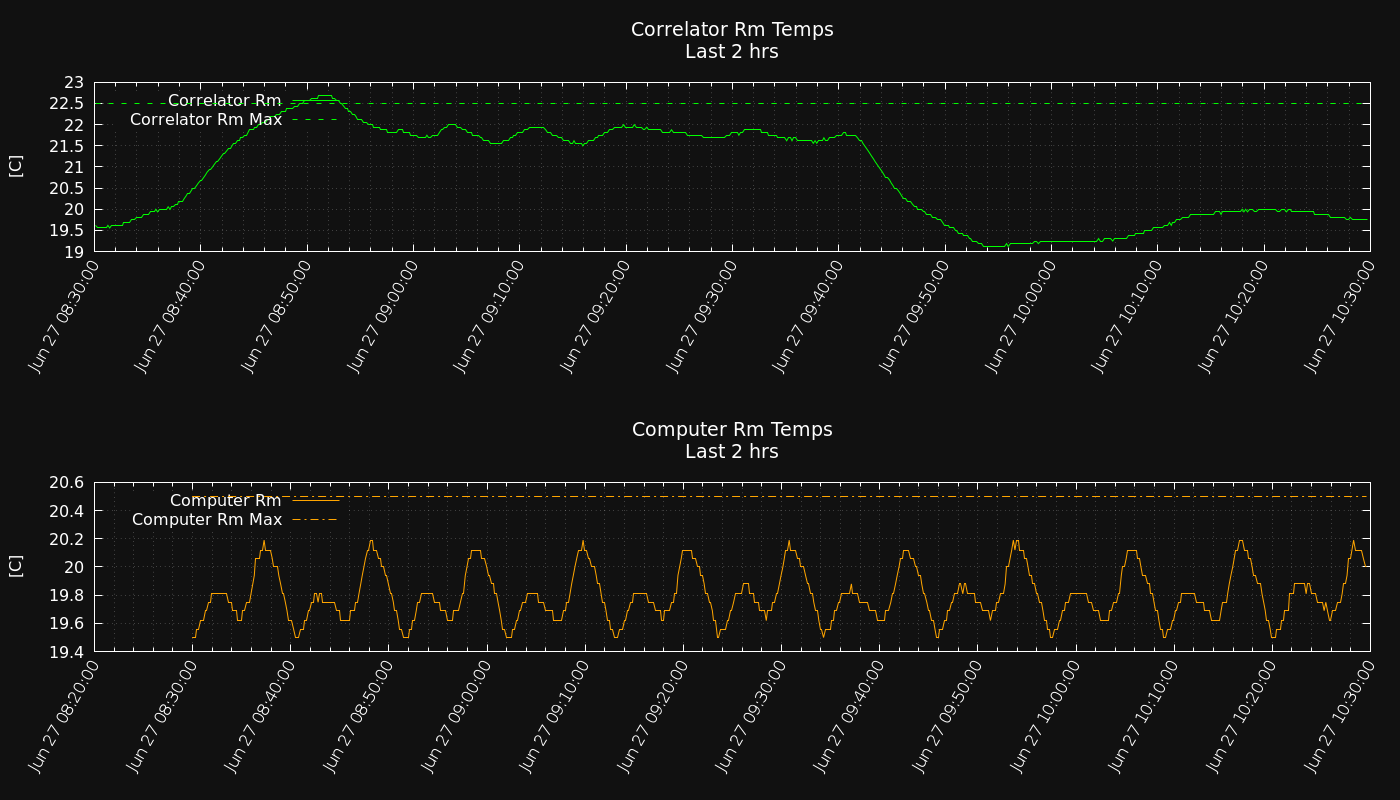 Correlator Rm Temps
Last 2 hrs
23
22.5
22
21.5
21
20.5
20
19.5
19
[C]
Correlator Rm
Correlator Rm Max
Jun 27 08:30:00
Jun 27 08:40:00
Jun 27 08:50:00
Jun 27 09:00:00
Jun 27 09:10:00
Jun 27 09:20:00
Jun 27 09:30:00
Jun 27 09:40:00
Jun 27 09:50:00
Jun 27 10:00:00
Jun 27 10:10:00
Jun 27 10:20:00
Jun 27 10:30:00
Computer Rm Temps
Last 2 hrs
20.6
20.4
20.2
20
19.8
19.6
19.4
[C]
Computer Rm
Computer Rm Max
Jun 27 08:20:00
Jun 27 08:30:00
Jun 27 08:40:00
Jun 27 08:50:00
Jun 27 09:00:00
Jun 27 09:10:00
Jun 27 09:20:00
Jun 27 09:30:00
Jun 27 09:40:00
Jun 27 09:50:00
Jun 27 10:00:00
Jun 27 10:10:00
Jun 27 10:20:00
Jun 27 10:30:00